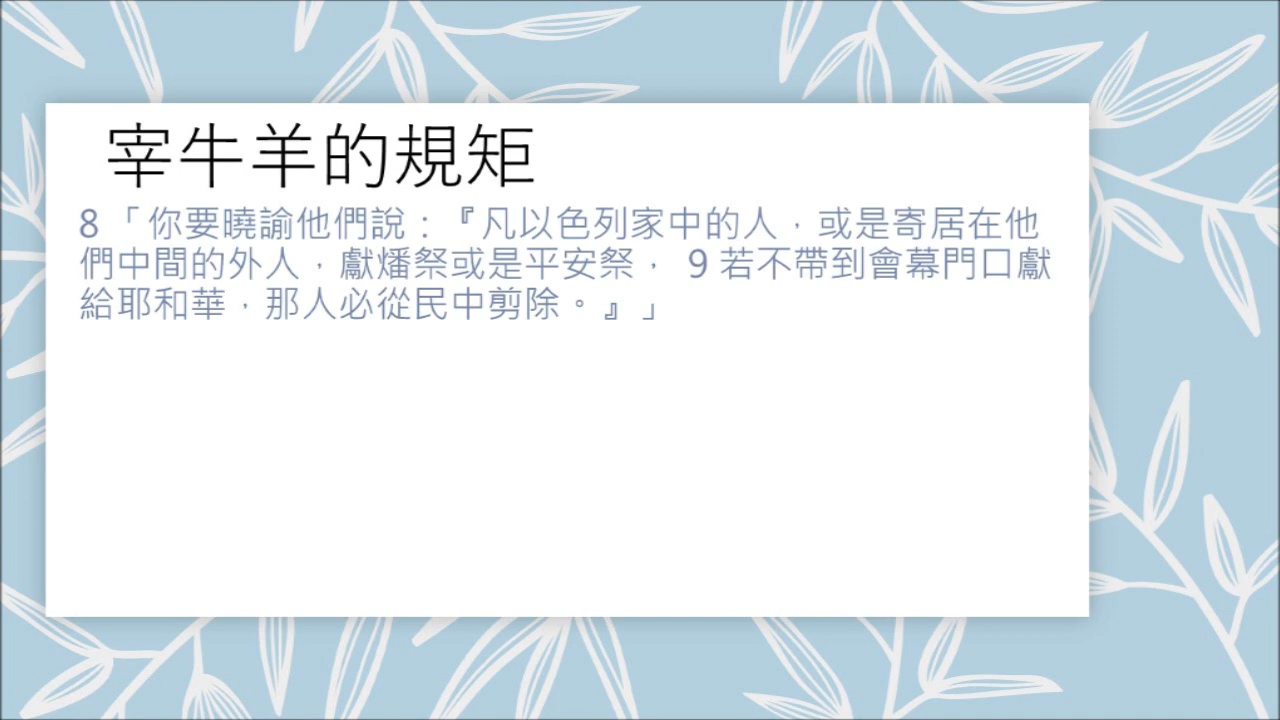 宰牛羊的規矩
8 「你要曉諭他們說：『凡以色列家中的人，或是寄居在他
們中間的外人，獻燔祭或是平安祭， 9 若不帶到會幕門口獻
給耶和華，那人必從民中剪除。』」